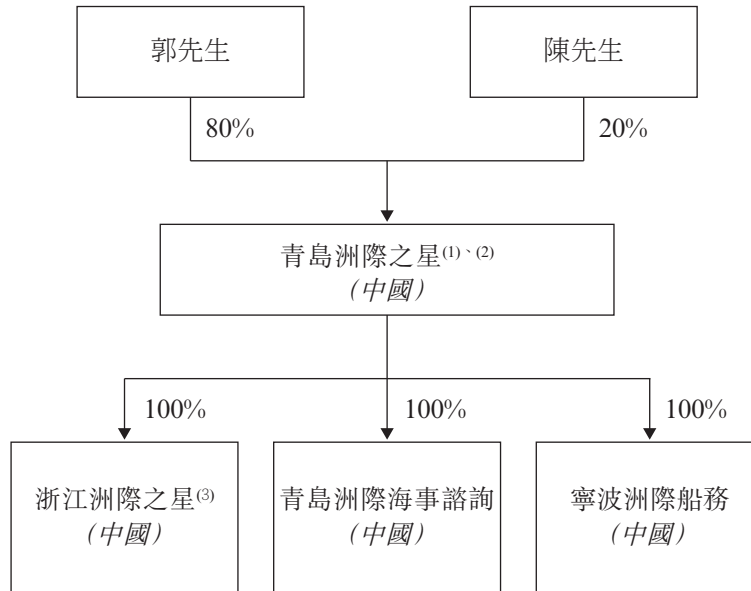 郭先生
陳先生
80%
20%
青島洲際之星(1)、(2)
(中國)
100%
100%
100%
浙江洲際之星(3)
(中國)
青島洲際海事諮詢
(中國)
寧波洲際船務
(中國)